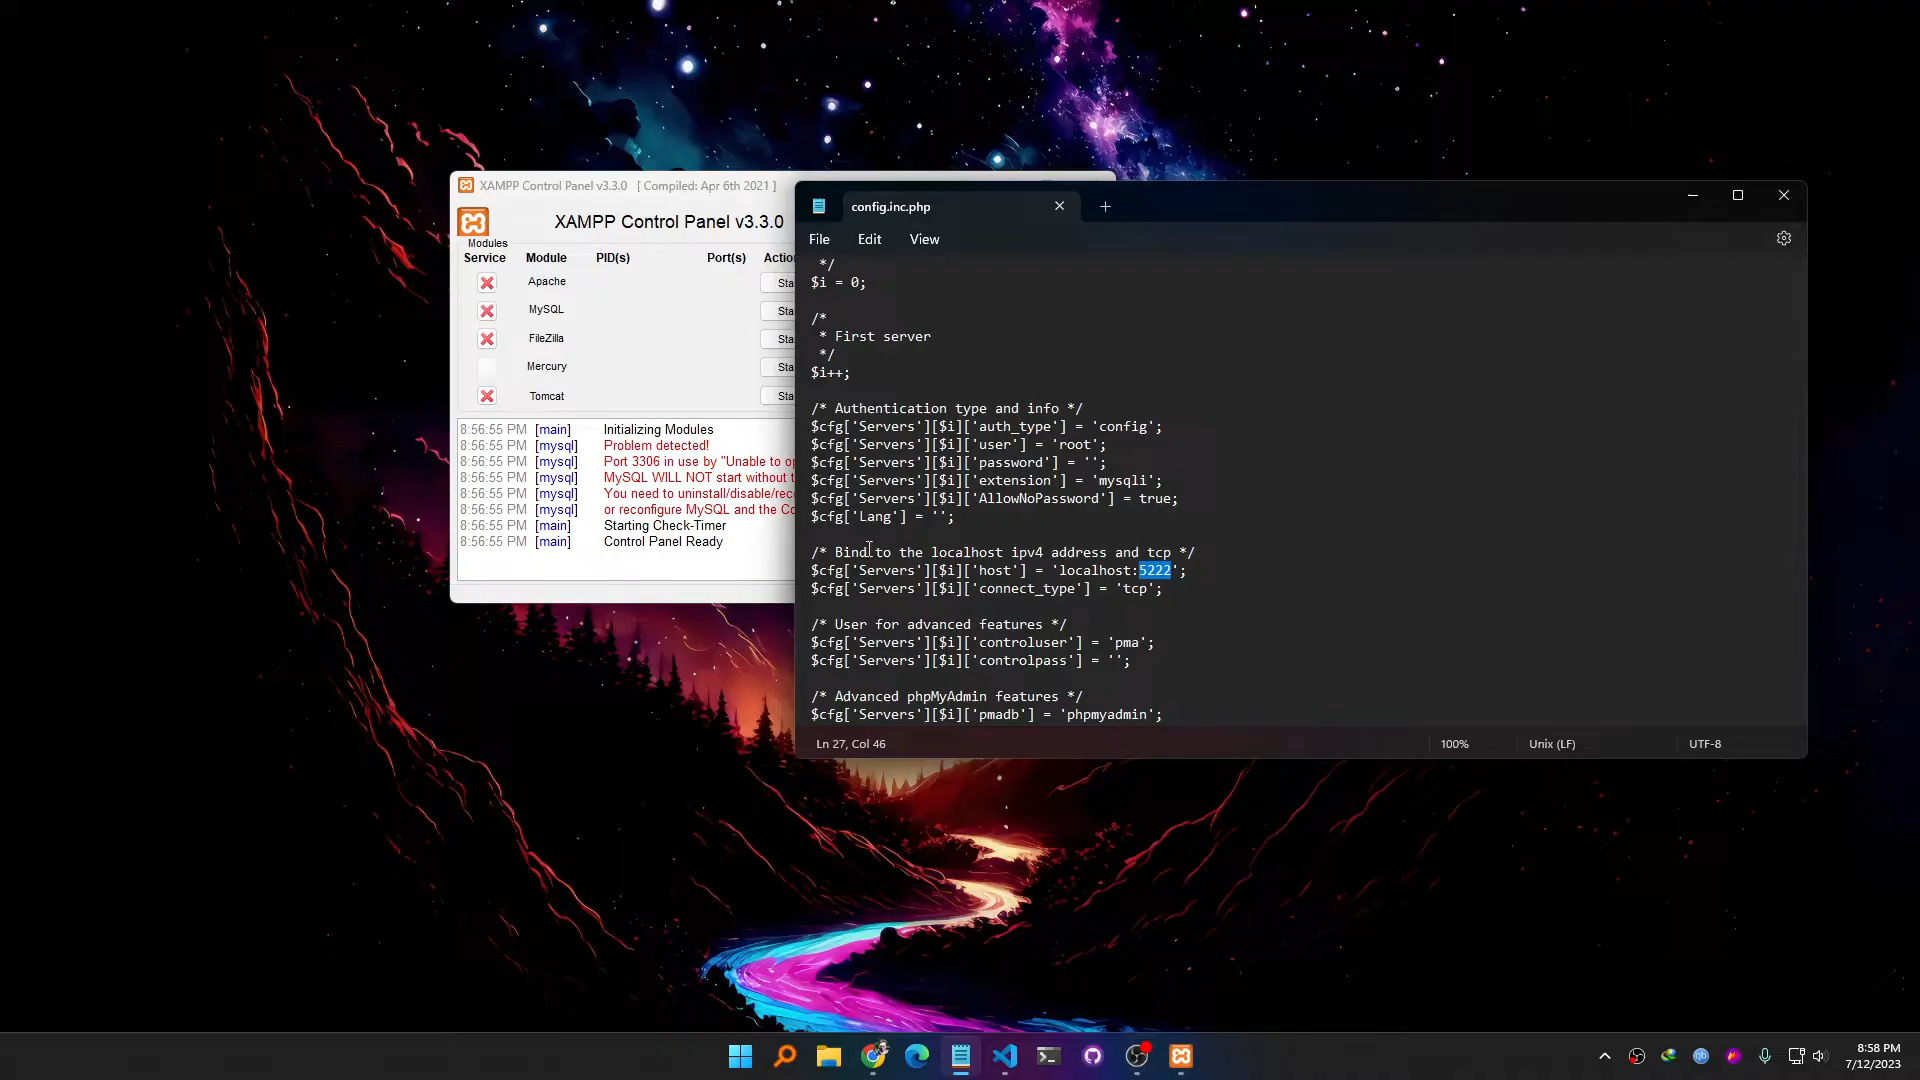 XAMPP Control Panel v3.3.0 [ Compiled: Apr 6th 2021 ]
XAMPP Control Panel v3.3.0
Modules
Service Module PID(s) Port(s) Actio
Apache Sta
MySQL Sta
FileZilla Sta
Mercury Sta
Tomcat Sta
8:56:55 PM [main] Initializing Modules
8:56:55 PM [mysql] Problem detected!
8:56:55 PM [mysql] Port 3306 in use by "Unable to op
8:56:55 PM [mysql] MySQL WILL NOT start without t
8:56:55 PM [mysql] You need to uninstall/disable/rec
8:56:55 PM [mysql] or reconfigure MySQL and the Co
8:56:55 PM [main] Starting Check-Timer
8:56:55 PM [main] Control Panel Ready
config.inc.php
File Edit View
*/
$i = 0;
/*
* First server
*/
$i++;
/* Authentication type and info */
$cfg['Servers'][$i]['auth_type'] = 'config';
$cfg['Servers'][$i]['user'] = 'root';
$cfg['Servers'][$i]['password'] = '';
$cfg['Servers'][$i]['extension'] = 'mysqli';
$cfg['Servers'][$i]['AllowNoPassword'] = true;
$cfg['Lang'] = '';
/* Bind to the localhost ipv4 address and tcp */
$cfg['Servers'][$i]['host'] = 'localhost:5222';
$cfg['Servers'][$i]['connect_type'] = 'tcp';
/* User for advanced features */
$cfg['Servers'][$i]['controluser'] = 'pma';
$cfg['Servers'][$i]['controlpass'] = '';
/* Advanced phpMyAdmin features */
$cfg['Servers'][$i]['pmadb'] = 'phpmyadmin';
Ln 27, Col 46 100% Unix (LF) UTF-8
qb
8:58 PM
7/12/2023